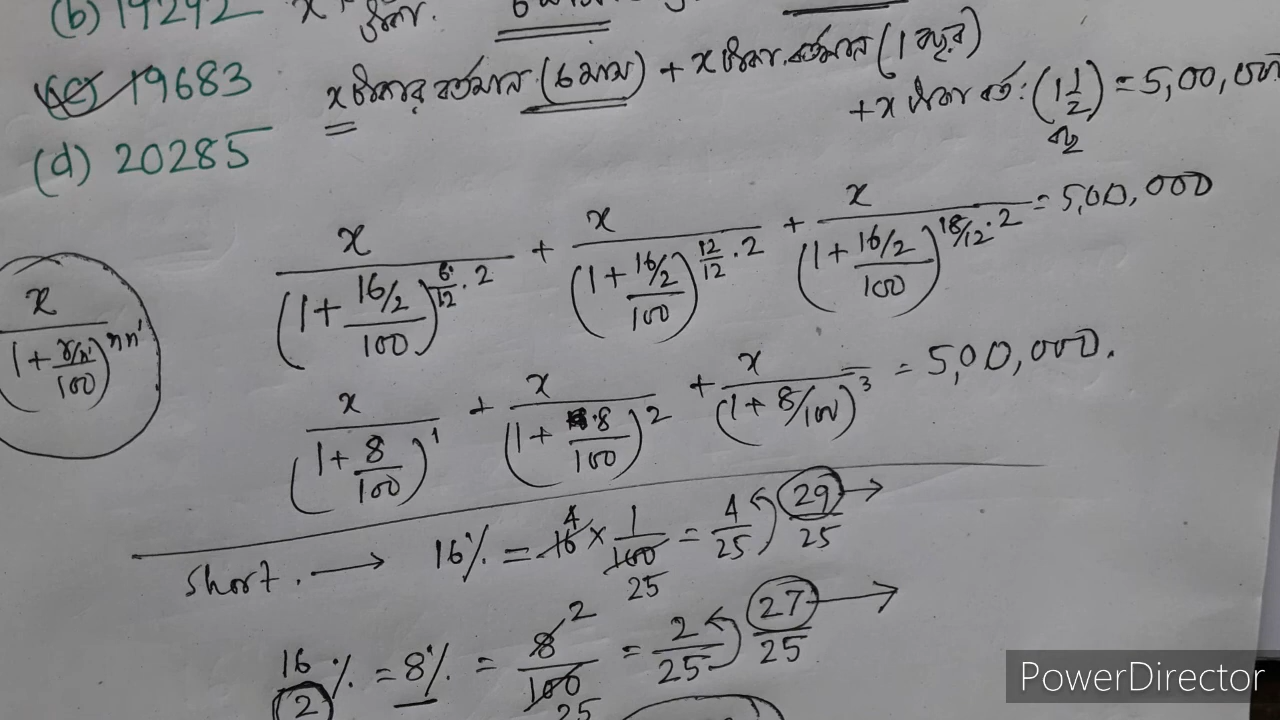 (b) 19292
টাকা.
(c) 19683
x টাকার বর্তমান (6 মাস) + x টাকার বর্তমান (1 বছর)
+ x টাকার বর্ত: (1 1/2) = 5,00,000
(d) 20285
x/(1 + (16/2)/100)^(6/12 · 2) + x/(1 + (16/2)/100)^(12/12 · 2) + x/(1 + (16/2)/100)^(18/12 · 2) = 5,00,000
x/(1 + (r/n')/100)^(nn')
x/(1 + 8/100)^1 + x/(1 + 8/100)^2 + x/(1 + 8/100)^3 = 5,00,000.
Short. → 16% = 16 4 × 1/100 25 = 4/25 ) 29/25 →
16/2 % = 8% = 8 2/100 25 = 2/25 ) 27/25 →
PowerDirector